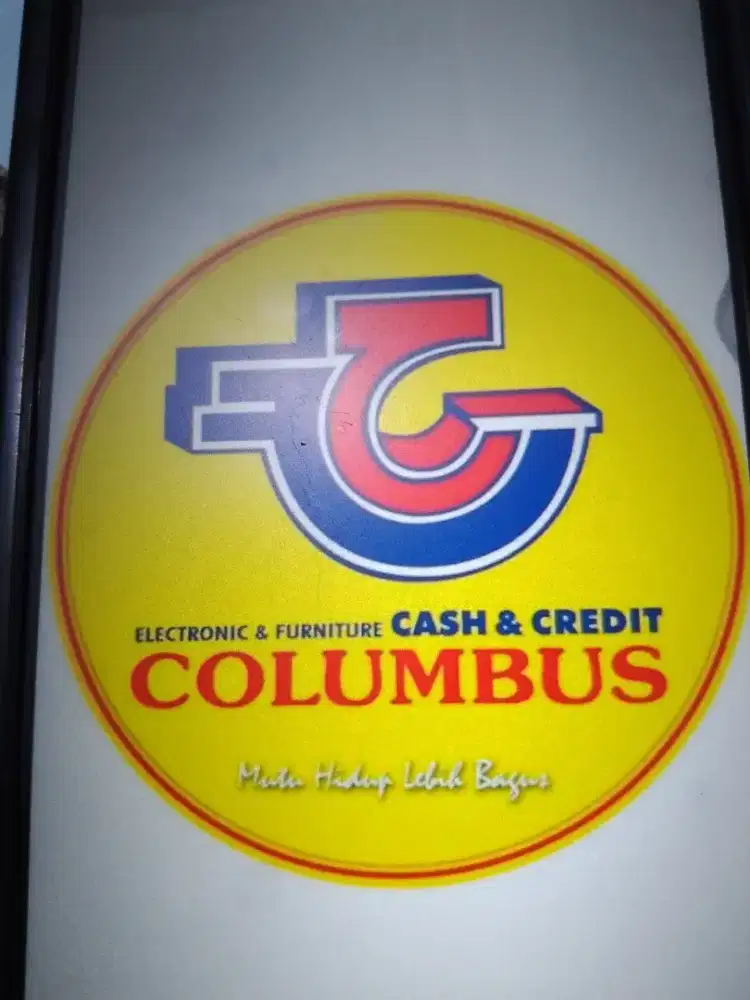 ELECTRONIC & FURNITURE CASH & CREDIT
COLUMBUS
Mutu Hidup Lebih Bagus